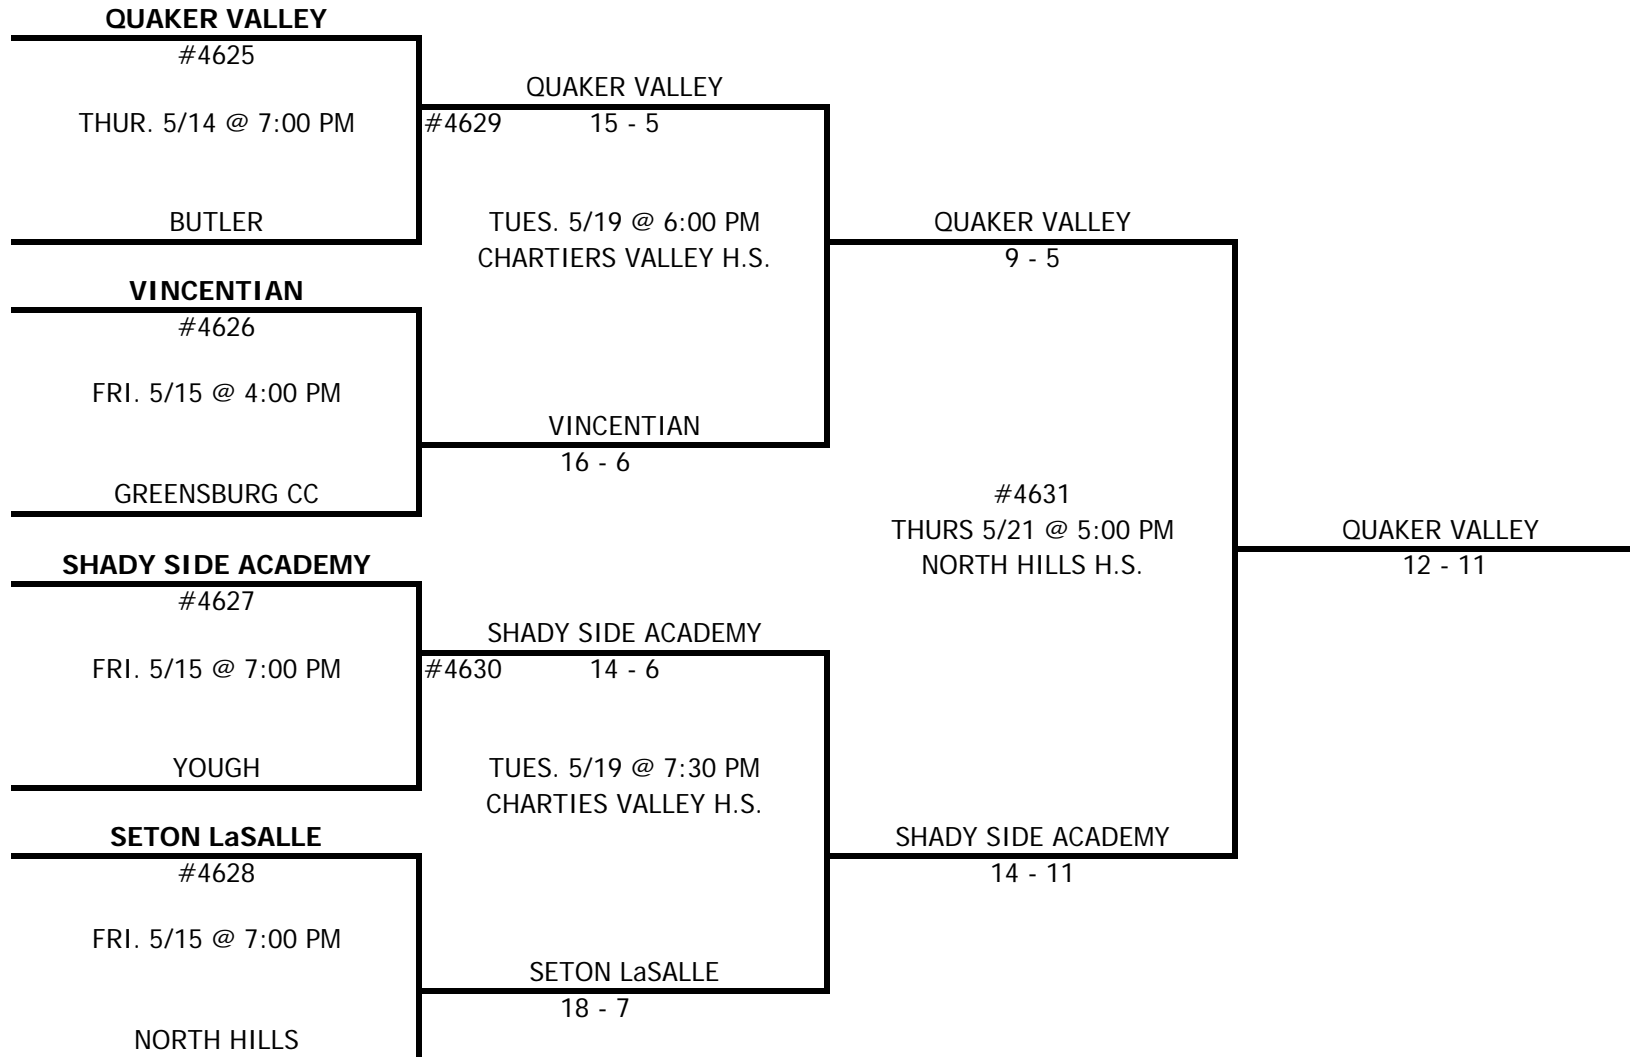 QUAKER VALLEY
#4625
THUR. 5/14 @ 7:00 PM
BUTLER
VINCENTIAN
#4626
FRI. 5/15 @ 4:00 PM
GREENSBURG CC
SHADY SIDE ACADEMY
#4627
FRI. 5/15 @ 7:00 PM
YOUGH
SETON LaSALLE
#4628
FRI. 5/15 @ 7:00 PM
NORTH HILLS
QUAKER VALLEY
#4629 15 - 5
TUES. 5/19 @ 6:00 PM
CHARTIERS VALLEY H.S.
VINCENTIAN
16 - 6
SHADY SIDE ACADEMY
#4630 14 - 6
TUES. 5/19 @ 7:30 PM
CHARTIES VALLEY H.S.
SETON LaSALLE
18 - 7
QUAKER VALLEY
9 - 5
#4631
THURS 5/21 @ 5:00 PM
NORTH HILLS H.S.
SHADY SIDE ACADEMY
14 - 11
QUAKER VALLEY
12 - 11